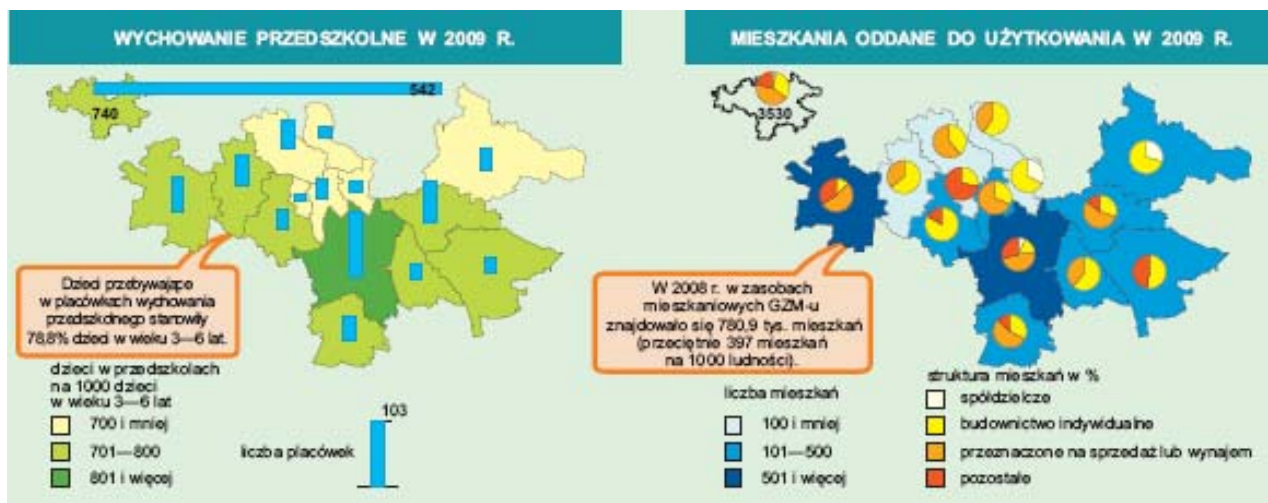 WYCHOWANIE PRZEDSZKOLNE W 2009 R.
740
542
Dzieci przebywające
w placówkach wychowania
przedszkolnego stanowiły
78,8% dzieci w wieku 3—6 lat.
dzieci w przedszkolach
na 1000 dzieci
w wieku 3—6 lat
700 i mniej
701—800
801 i więcej
liczba placówek
103
MIESZKANIA ODDANE DO UŻYTKOWANIA W 2009 R.
3530
W 2008 r. w zasobach
mieszkaniowych GZM-u
znajdowało się 780,9 tys. mieszkań
(przeciętnie 397 mieszkań
na 1000 ludności).
liczba mieszkań
100 i mniej
101—500
501 i więcej
struktura mieszkań w %
spółdzielcze
budownictwo indywidualne
przeznaczone na sprzedaż lub wynajem
pozostałe